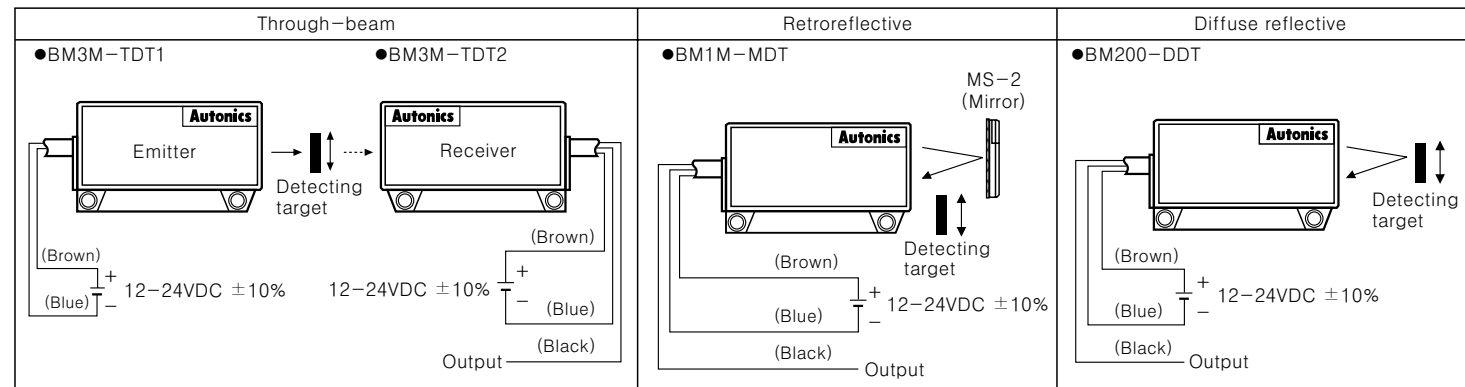 Through-beam
●BM3M-TDT1
●BM3M-TDT2
Autonics
Emitter
Autonics
Receiver
Detecting
target
(Brown)
+
12-24VDC ±10%
(Blue)
−
(Brown)
+
12-24VDC ±10%
−
(Blue)
(Black)
Output
Retroreflective
●BM1M-MDT
MS-2
(Mirror)
Autonics
Detecting
target
(Brown)
+
12-24VDC ±10%
(Blue)
−
(Black)
Output
Diffuse reflective
●BM200-DDT
Autonics
Detecting
target
(Brown)
+
12-24VDC ±10%
(Blue)
−
(Black)
Output